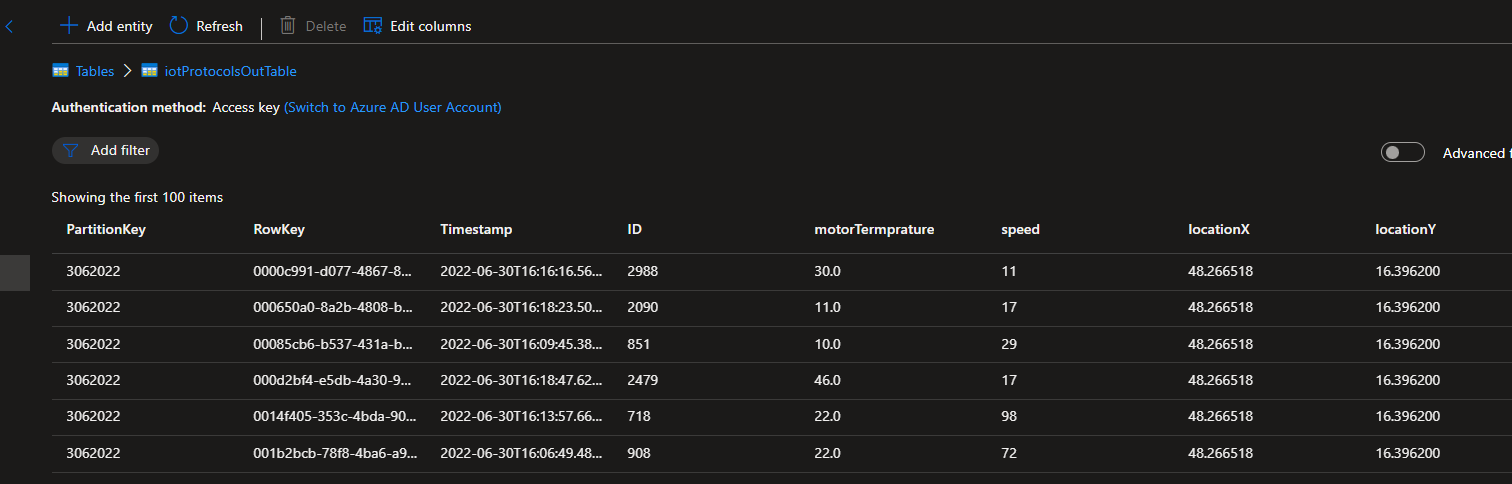 Add entity Refresh Delete Edit columns
Tables iotProtocolsOutTable
Authentication method: Access key (Switch to Azure AD User Account)
Add filter Advanced f
Showing the first 100 items
PartitionKey RowKey Timestamp ID motorTermprature speed locationX locationY
3062022 0000c991-d077-4867-8... 2022-06-30T16:16:16.56... 2988 30.0 11 48.266518 16.396200
3062022 000650a0-8a2b-4808-b... 2022-06-30T16:18:23.50... 2090 11.0 17 48.266518 16.396200
3062022 00085cb6-b537-431a-b... 2022-06-30T16:09:45.38... 851 10.0 29 48.266518 16.396200
3062022 000d2bf4-e5db-4a30-9... 2022-06-30T16:18:47.62... 2479 46.0 17 48.266518 16.396200
3062022 0014f405-353c-4bda-90... 2022-06-30T16:13:57.66... 718 22.0 98 48.266518 16.396200
3062022 001b2bcb-78f8-4ba6-a9... 2022-06-30T16:06:49.48... 908 22.0 72 48.266518 16.396200